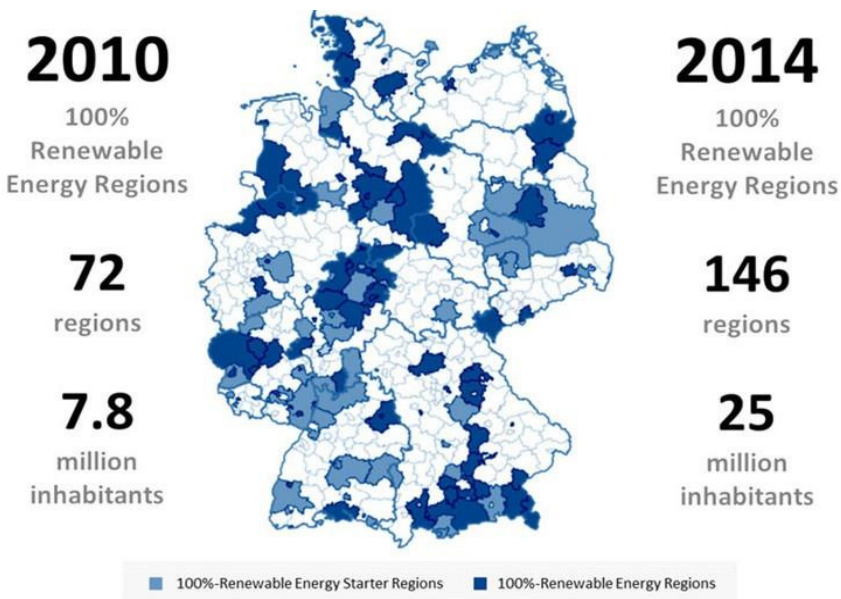 2010
100%
Renewable
Energy Regions
72
regions
7.8
million
inhabitants
2014
100%
Renewable
Energy Regions
146
regions
25
million
inhabitants
100%-Renewable Energy Starter Regions
100%-Renewable Energy Regions